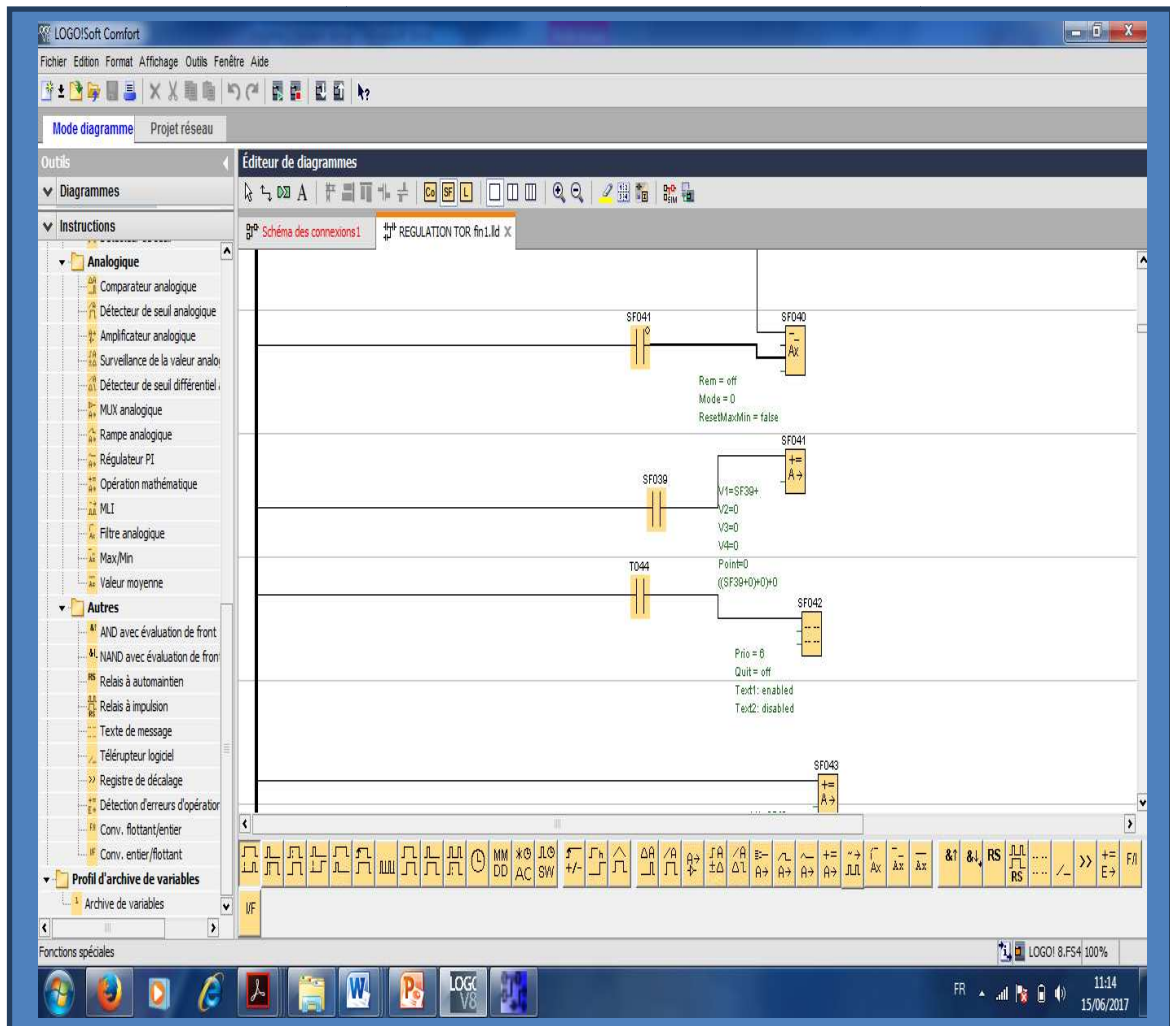 LOGO!Soft Comfort
Fichier Edition Format Affichage Outils Fenêtre Aide
Mode diagramme Projet réseau
Outils
Éditeur de diagrammes
Diagrammes
Co SF L
Instructions
Schéma des connexions1 REGULATION TOR fin1.lld X
Analogique
Comparateur analogique
Détecteur de seuil analogique
Amplificateur analogique
Surveillance de la valeur analo
Détecteur de seuil différentiel
MUX analogique
Rampe analogique
Régulateur PI
Opération mathématique
MLI
Filtre analogique
Max/Min
Valeur moyenne
Autres
AND avec évaluation de front
NAND avec évaluation de fron
Relais à automaintien
Relais à impulsion
Texte de message
Télérupteur logiciel
Registre de décalage
Détection d'erreurs d'opération
Conv. flottant/entier
Conv. entier/flottant
Profil d'archive de variables
Archive de variables
SF041 SF040
Ax
Rem = off
Mode = 0
ResetMaxMin = false
SF041
+=
A→
SF039
V1=SF39+
V2=0
V3=0
V4=0
Point=0
((SF39+0)+0)+0
T044
SF042
Prio = 6
Quit = off
Text1: enabled
Text2: disabled
SF043
+=
A→
I/F
Fonctions spéciales
LOGO! 8.FS4 100%
FR
11:14
15/06/2017